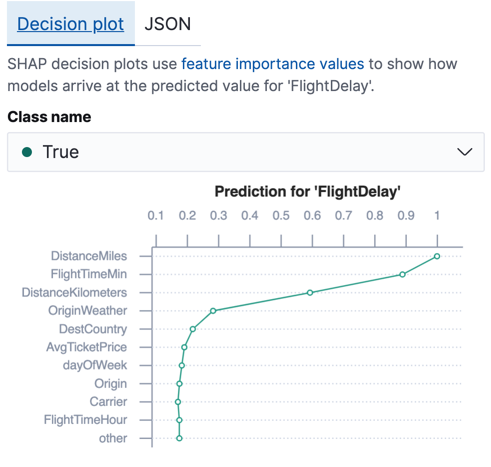 Decision plot JSON
SHAP decision plots use feature importance values to show how
models arrive at the predicted value for 'FlightDelay'.
Class name
True
Prediction for 'FlightDelay'
0.1 0.2 0.3 0.4 0.5 0.6 0.7 0.8 0.9 1
DistanceMiles
FlightTimeMin
DistanceKilometers
OriginWeather
DestCountry
AvgTicketPrice
dayOfWeek
Origin
Carrier
FlightTimeHour
other